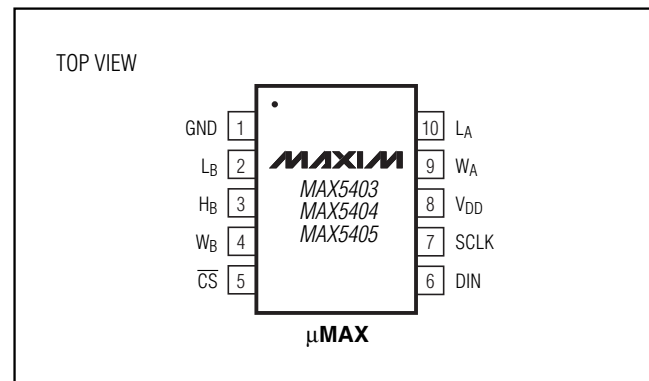 TOP VIEW
GND 1 10 LA
LB 2 MAXIM 9 WA
MAX5403
HB 3 MAX5404 8 VDD
MAX5405
WB 4 7 SCLK
C̅S̅ 5 6 DIN
μMAX